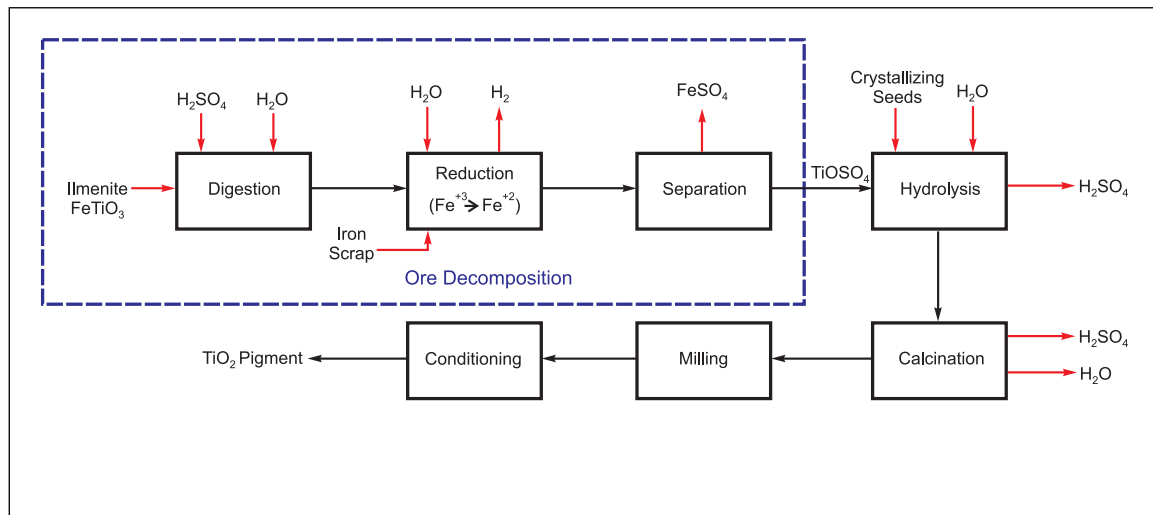 H₂SO₄
H₂O
H₂O
H₂
FeSO₄
Crystallizing
Seeds
H₂O
Ilmenite
FeTiO₃
Digestion
Reduction
(Fe⁺³→Fe⁺²)
Separation
TiOSO₄
Hydrolysis
H₂SO₄
Iron
Scrap
Ore Decomposition
TiO₂ Pigment
Conditioning
Milling
Calcination
H₂SO₄
H₂O